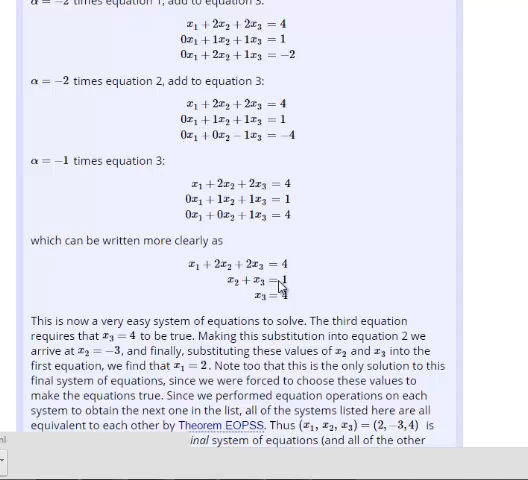 α = −2 times equation 1, add to equation 3:
x₁ + 2x₂ + 2x₃ = 4
0x₁ + 1x₂ + 1x₃ = 1
0x₁ + 2x₂ + 1x₃ = −2
α = −2 times equation 2, add to equation 3:
x₁ + 2x₂ + 2x₃ = 4
0x₁ + 1x₂ + 1x₃ = 1
0x₁ + 0x₂ − 1x₃ = −4
α = −1 times equation 3:
x₁ + 2x₂ + 2x₃ = 4
0x₁ + 1x₂ + 1x₃ = 1
0x₁ + 0x₂ + 1x₃ = 4
which can be written more clearly as
x₁ + 2x₂ + 2x₃ = 4
x₂ + x₃ = 1
x₃ = 4
This is now a very easy system of equations to solve. The third equation
requires that x₃ = 4 to be true. Making this substitution into equation 2 we
arrive at x₂ = −3, and finally, substituting these values of x₂ and x₃ into the
first equation, we find that x₁ = 2. Note too that this is the only solution to this
final system of equations, since we were forced to choose these values to
make the equations true. Since we performed equation operations on each
system to obtain the next one in the list, all of the systems listed here are all
equivalent to each other by Theorem EOPSS. Thus (x₁, x₂, x₃) = (2, −3, 4) is
inal system of equations (and all of the other